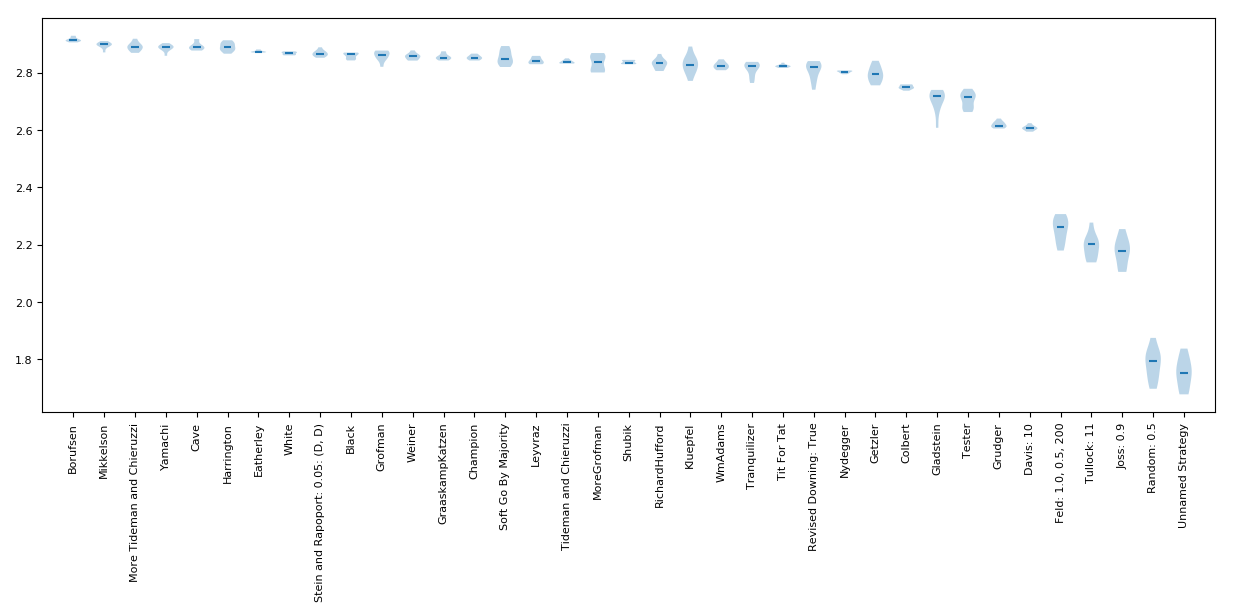 2.8
2.6
2.4
2.2
2.0
1.8
Borufsen
Mikkelson
More Tideman and Chieruzzi
Yamachi
Cave
Harrington
Eatherley
White
Stein and Rapoport: 0.05: (D, D)
Black
Grofman
Weiner
GraaskampKatzen
Champion
Soft Go By Majority
Leyvraz
Tideman and Chieruzzi
MoreGrofman
Shubik
RichardHufford
Kluepfel
WmAdams
Tranquilizer
Tit For Tat
Revised Downing: True
Nydegger
Getzler
Colbert
Gladstein
Tester
Grudger
Davis: 10
Feld: 1.0, 0.5, 200
Tullock: 11
Joss: 0.9
Random: 0.5
Unnamed Strategy